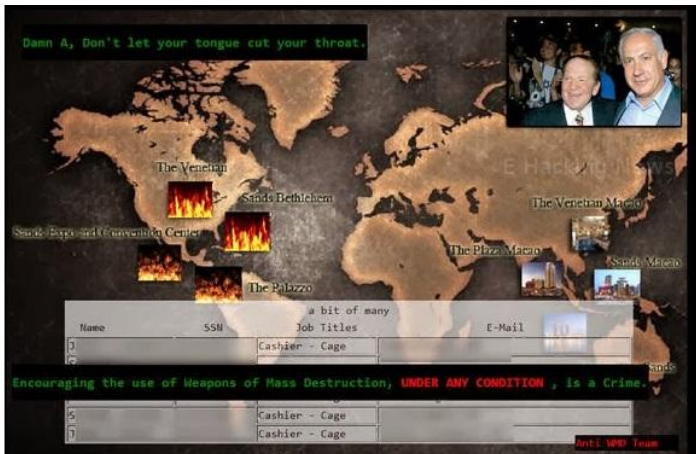 Damn A, Don't let your tongue cut your throat.
E Hacking News
The Venetian
Sands Bethlehem
The Venetian Macao
Sands Expo and Convention Center
The Plaza Macao
Sands Macao
The Palazzo
a bit of many
Name SSN Job Titles E-Mail
J
Cashier - Cage
Sands
Encouraging the use of Weapons of Mass Destruction, UNDER ANY CONDITION , is a Crime.
S
Cashier - Cage
J
Cashier - Cage
Anti WMD Team